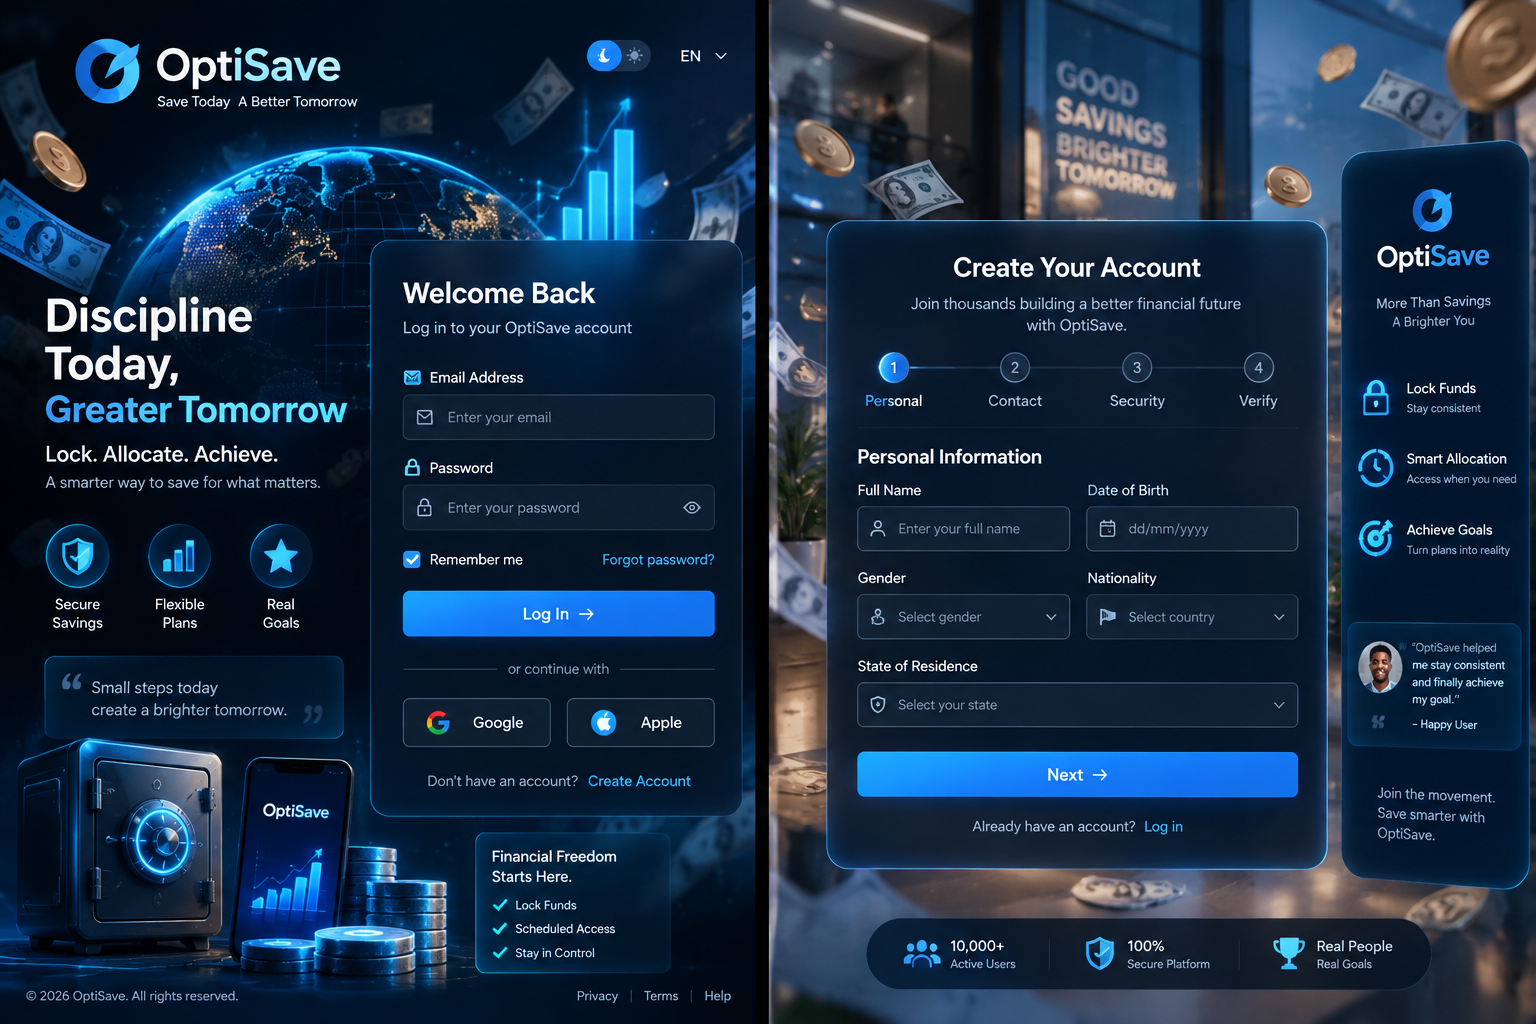 OptiSave
Save Today A Better Tomorrow
EN
Discipline
Today,
Greater Tomorrow
Lock. Allocate. Achieve.
A smarter way to save for what matters.
Secure
Savings
Flexible
Plans
Real
Goals
“ Small steps today
create a brighter tomorrow. ”
OptiSave
Welcome Back
Log in to your OptiSave account
Email Address
Enter your email
Password
Enter your password
Remember me
Forgot password?
Log In →
or continue with
Google
Apple
Don't have an account? Create Account
Financial Freedom
Starts Here.
Lock Funds
Scheduled Access
Stay in Control
© 2026 OptiSave. All rights reserved.
Privacy | Terms | Help
GOOD
SAVINGS
BRIGHTER
TOMORROW
Create Your Account
Join thousands building a better financial future
with OptiSave.
1
2
3
4
Personal
Contact
Security
Verify
Personal Information
Full Name
Enter your full name
Date of Birth
dd/mm/yyyy
Gender
Select gender
Nationality
Select country
State of Residence
Select your state
Next →
Already have an account? Log in
OptiSave
More Than Savings
A Brighter You
Lock Funds
Stay consistent
Smart Allocation
Access when you need
Achieve Goals
Turn plans into reality
“OptiSave helped
me stay consistent
and finally achieve
my goal.”
– Happy User
Join the movement.
Save smarter with
OptiSave.
10,000+
Active Users
100%
Secure Platform
Real People
Real Goals